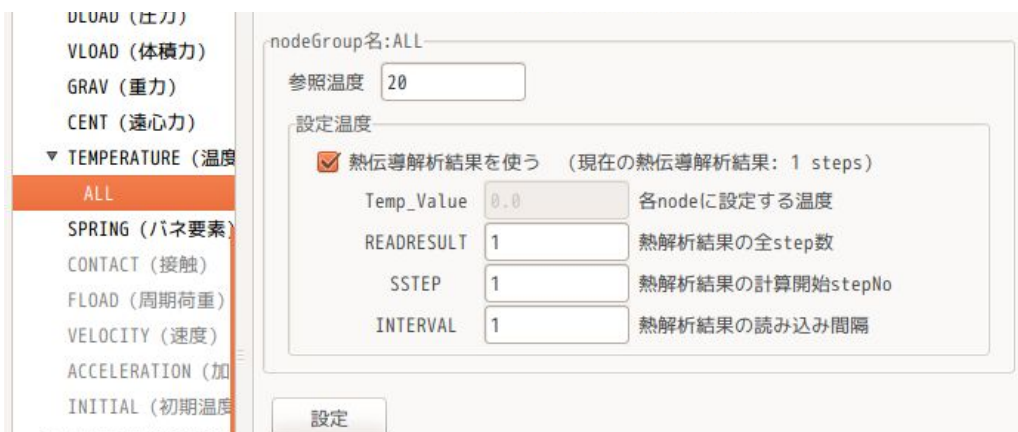 DLOAD (圧力)
VLOAD (体積力)
GRAV (重力)
CENT (遠心力)
▼ TEMPERATURE (温度
ALL
SPRING (バネ要素)
CONTACT (接触)
FLOAD (周期荷重)
VELOCITY (速度)
ACCELERATION (加
INITIAL (初期温度
nodeGroup名:ALL
参照温度 20
設定温度
熱伝導解析結果を使う (現在の熱伝導解析結果: 1 steps)
Temp_Value 0.0 各nodeに設定する温度
READRESULT 1 熱解析結果の全step数
SSTEP 1 熱解析結果の計算開始stepNo
INTERVAL 1 熱解析結果の読み込み間隔
設定